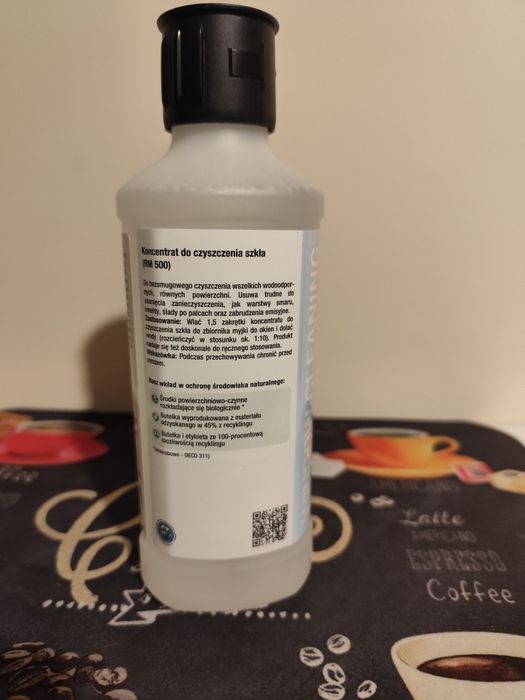 Koncentrat do czyszczenia szkła
(RM 500)
Do bezsmugowego czyszczenia wszelkich wodoodpor-
nych, równych powierzchni. Usuwa trudne do
usunięcia zanieczyszczenia, jak warstwy smaru,
insekty, ślady po palcach oraz zabrudzenia emisyjne.
Zastosowanie: Wlać 1,5 zakrętki koncentratu do
czyszczenia szkła do zbiornika myjki do okien i dolać
wody (rozcieńczyć w stosunku ok. 1:10). Produkt
nadaje się też doskonale do ręcznego stosowania.
Wskazówka: Podczas przechowywania chronić przed
mrozem.
Nasz wkład w ochronę środowiska naturalnego:
Środki powierzchniowo-czynne
rozkładające się biologicznie *
Butelka wyprodukowana z materiału
odzyskanego w 45% z recyklingu
Butelka i etykieta ze 100-procentową
możliwością recyklingu
OECD 311)
CLEANING
AMERICANO
Latte
AMERICANO
ESPRESSO
Coffee